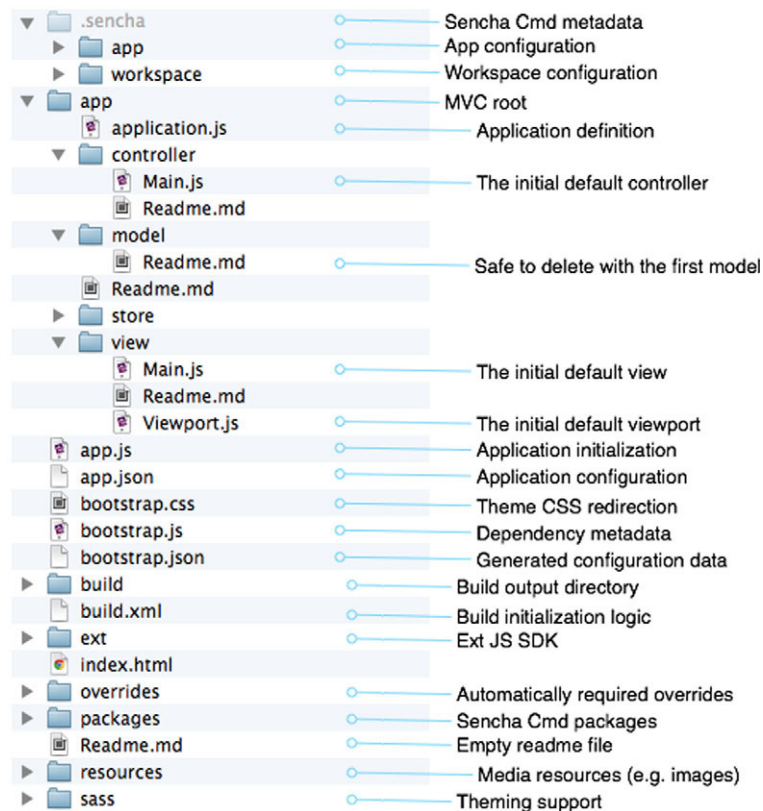 .sencha Sencha Cmd metadata
app App configuration
workspace Workspace configuration
app MVC root
application.js Application definition
controller
Main.js The initial default controller
Readme.md
model
Readme.md Safe to delete with the first model
Readme.md
store
view
Main.js The initial default view
Readme.md
Viewport.js The initial default viewport
app.js Application initialization
app.json Application configuration
bootstrap.css Theme CSS redirection
bootstrap.js Dependency metadata
bootstrap.json Generated configuration data
build Build output directory
build.xml Build initialization logic
ext Ext JS SDK
index.html
overrides Automatically required overrides
packages Sencha Cmd packages
Readme.md Empty readme file
resources Media resources (e.g. images)
sass Theming support